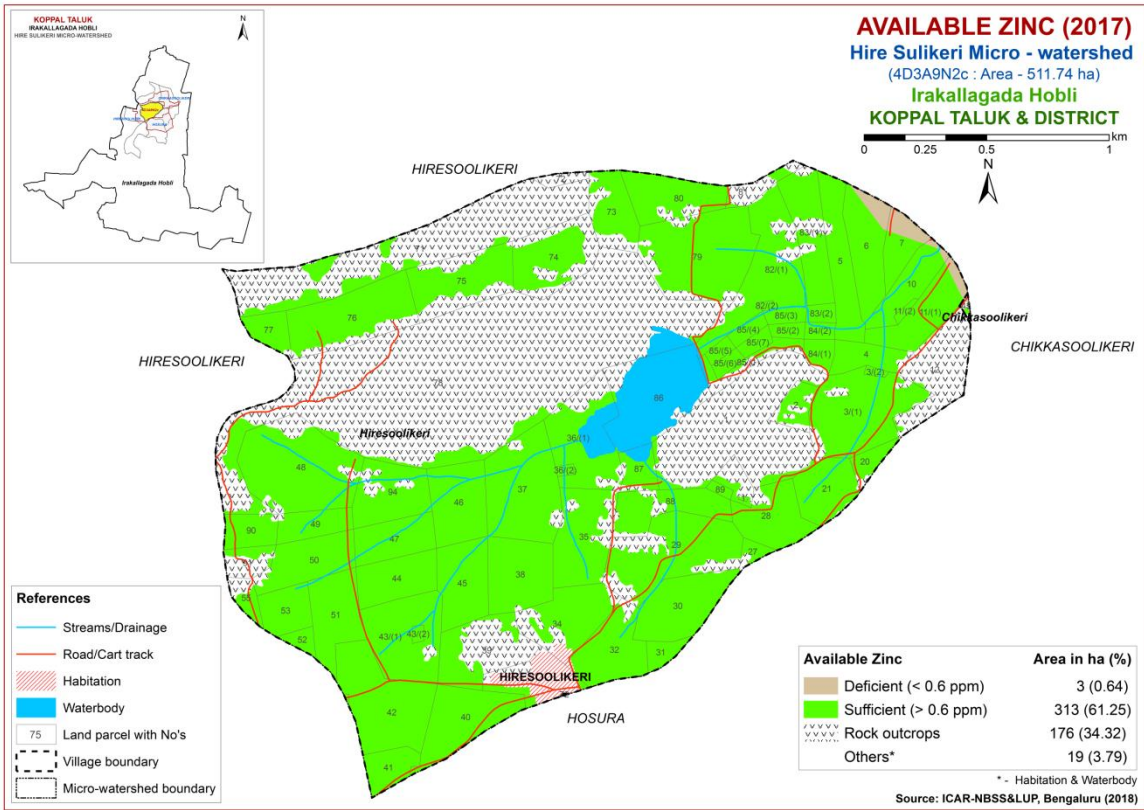 KOPPAL TALUK
IRAKALLAGADA HOBLI
HIRE SULIKERI MICRO-WATERSHED
N
Irakallagada Hobli
AVAILABLE ZINC (2017)
Hire Sulikeri Micro - watershed
(4D3A9N2c : Area - 511.74 ha)
Irakallagada Hobli
KOPPAL TALUK & DISTRICT
km
0 0.25 0.5 1
N
HIRESOOLIKERI
72
73
80
81
83/(1)
6
7
79
5
74
82/(1)
10
75
76
82/(2)
85/(3)
83/(2)
11/(2)
11/(1)
Chikkasoolikeri
77
85/(4)
85/(2)
84/(2)
85/(7)
CHIKKASOOLIKERI
HIRESOOLIKERI
85/(5)
84/(1)
4
85/(6)
3/(2)
13
78
86
2
3/(1)
Hiresoolikeri
36/(1)
48
36/(2)
87
20
94
46
37
89
21
1
88
49
28
90
47
35
29
27
50
44
45
38
30
53
51
52
43/(1)
43/(2)
34
32
31
39
HIRESOOLIKERI
42
40
HOSURA
41
References
Streams/Drainage
Road/Cart track
Habitation
Waterbody
75 Land parcel with No's
Village boundary
Micro-watershed boundary
Available Zinc Area in ha (%)
Deficient (< 0.6 ppm) 3 (0.64)
Sufficient (> 0.6 ppm) 313 (61.25)
Rock outcrops 176 (34.32)
Others* 19 (3.79)
* - Habitation & Waterbody
Source: ICAR-NBSS&LUP, Bengaluru (2018)